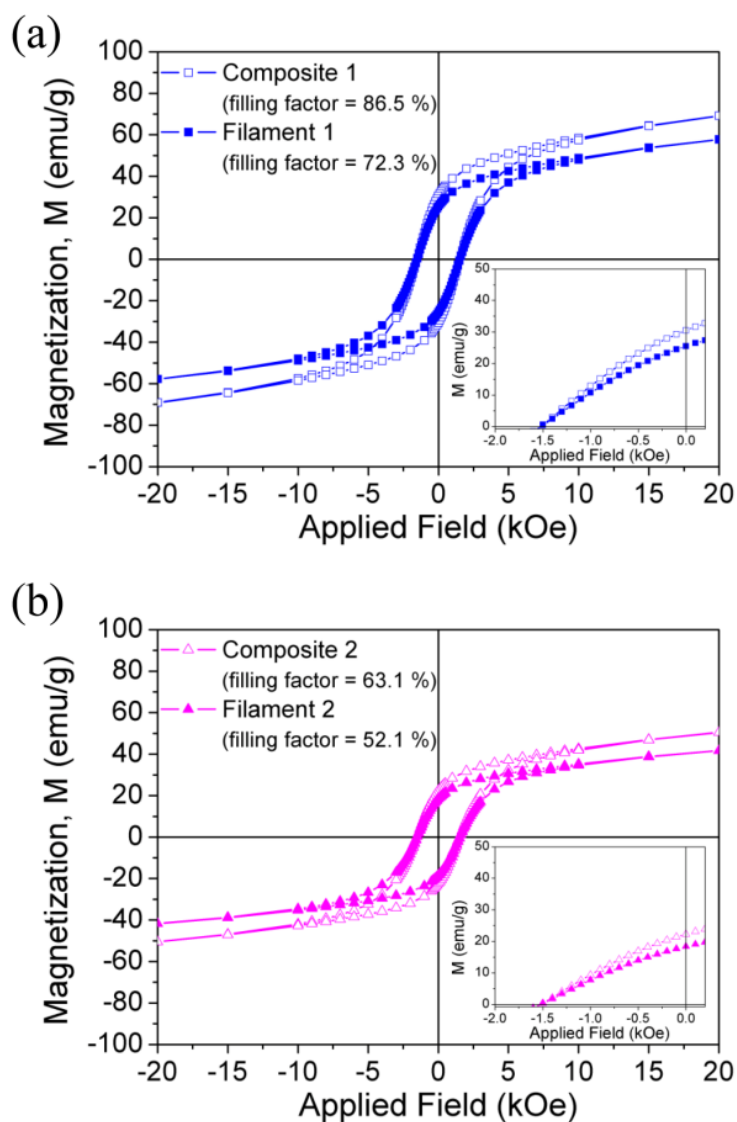 (a)
100
80
60
40
20
0
-20
-40
-60
-80
-100
Magnetization, M (emu/g)
Composite 1
(filling factor = 86.5 %)
Filament 1
(filling factor = 72.3 %)
50
40
30
20
10
0
M (emu/g)
-2.0 -1.5 -1.0 -0.5 0.0
Applied Field (kOe)
-20 -15 -10 -5 0 5 10 15 20
Applied Field (kOe)
(b)
100
80
60
40
20
0
-20
-40
-60
-80
-100
Magnetization, M (emu/g)
Composite 2
(filling factor = 63.1 %)
Filament 2
(filling factor = 52.1 %)
50
40
30
20
10
0
M (emu/g)
-2.0 -1.5 -1.0 -0.5 0.0
Applied Field (kOe)
-20 -15 -10 -5 0 5 10 15 20
Applied Field (kOe)